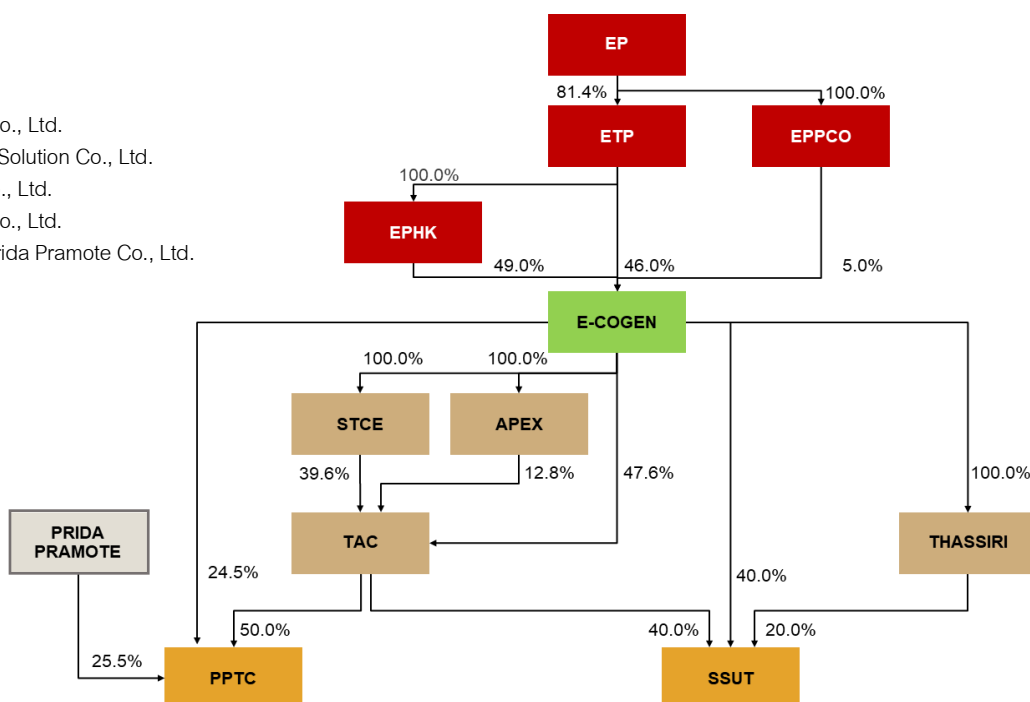 EP
81.4%
100.0%
o., Ltd.
ETP
EPPCO
Solution Co., Ltd.
100.0%
., Ltd.
o., Ltd.
EPHK
rida Pramote Co., Ltd.
49.0%
46.0%
5.0%
E-COGEN
100.0%
100.0%
STCE
APEX
39.6%
12.8%
47.6%
100.0%
PRIDA
PRAMOTE
TAC
THASSIRI
24.5%
40.0%
50.0%
40.0%
20.0%
25.5%
PPTC
SSUT